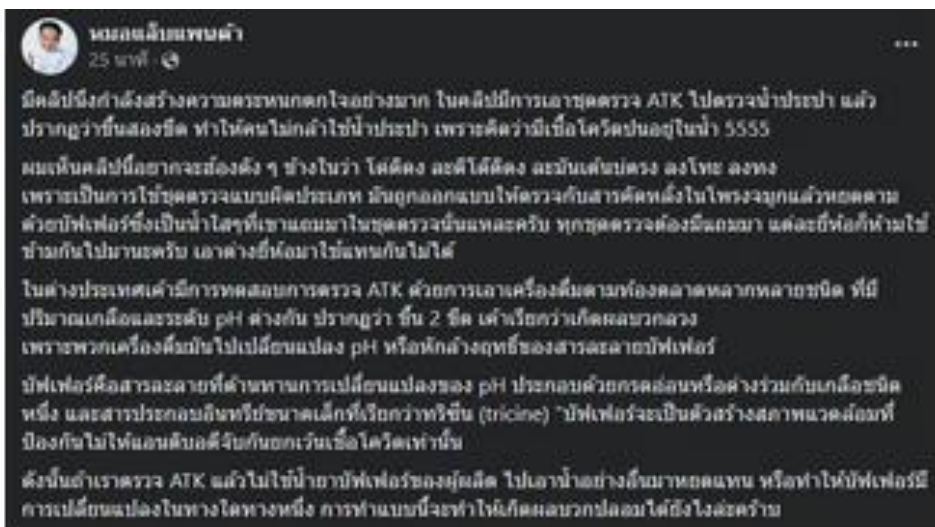 หมอแล็บแพนด้า
25 นาที
มีคลิปนึงกำลังสร้างความตระหนกตกใจอย่างมาก ในคลิปมีการเอาชุดตรวจ ATK ไปตรวจน้ำประปา แล้ว
ปรากฏว่าขึ้นสองขีด ทำให้คนไม่กล้าใช้น้ำประปา เพราะคิดว่ามีเชื้อโควิดปนอยู่ในน้ำ 5555
ผมเห็นคลิปนี้อยากจะฮ้องดัง ๆ ข้างในว่า
เพราะเป็นการใช้ชุดตรวจแบบผิดประเภท มันถูกออกแบบให้ตรวจกับสารคัดหลั่งในโพรงจมูกแล้วหยดตาม
ด้วยบัฟเฟอร์ซึ่งเป็นน้ำใสๆที่เขาแถมมาในชุดตรวจนั่นแหละครับ ทุกชุดตรวจต้องมีแถมมา แต่ละยี่ห้อก็ห้ามใช้
ข้ามกันไปมานะครับ เอาต่างยี่ห้อมาใช้แทนกันไม่ได้
ในต่างประเทศเค้ามีการทดสอบการตรวจ ATK ด้วยการเอาเครื่องดื่มตามท้องตลาดหลากหลายชนิด ที่มี
ปริมาณเกลือและระดับ pH ต่างกัน ปรากฏว่า ขึ้น 2 ขีด เค้าเรียกว่าเกิดผลบวกลวง
เพราะพวกเครื่องดื่มมันไปเปลี่ยนแปลง pH หรือหักล้างฤทธิ์ของสารละลายบัฟเฟอร์
บัฟเฟอร์คือสารละลายที่ต้านทานการเปลี่ยนแปลงของ pH ประกอบด้วยกรดอ่อนหรือด่างร่วมกับเกลือชนิด
หนึ่ง และสารประกอบอินทรีย์ขนาดเล็กที่เรียกว่าทริซีน (tricine) "บัฟเฟอร์จะเป็นตัวสร้างสภาพแวดล้อมที่
ป้องกันไม่ให้แอนติบอดีจับกันยกเว้นเชื้อโควิดเท่านั้น
ดังนั้นถ้าเราตรวจ ATK แล้วไม่ใช้น้ำยาบัฟเฟอร์ของผู้ผลิต ไปเอาน้ำอย่างอื่นมาหยดแทน หรือทำให้บัฟเฟอร์มี
การเปลี่ยนแปลงในทางใดทางหนึ่ง การทำแบบนี้จะทำให้เกิดผลบวกปลอมได้ยังไงล่ะคร้าบ